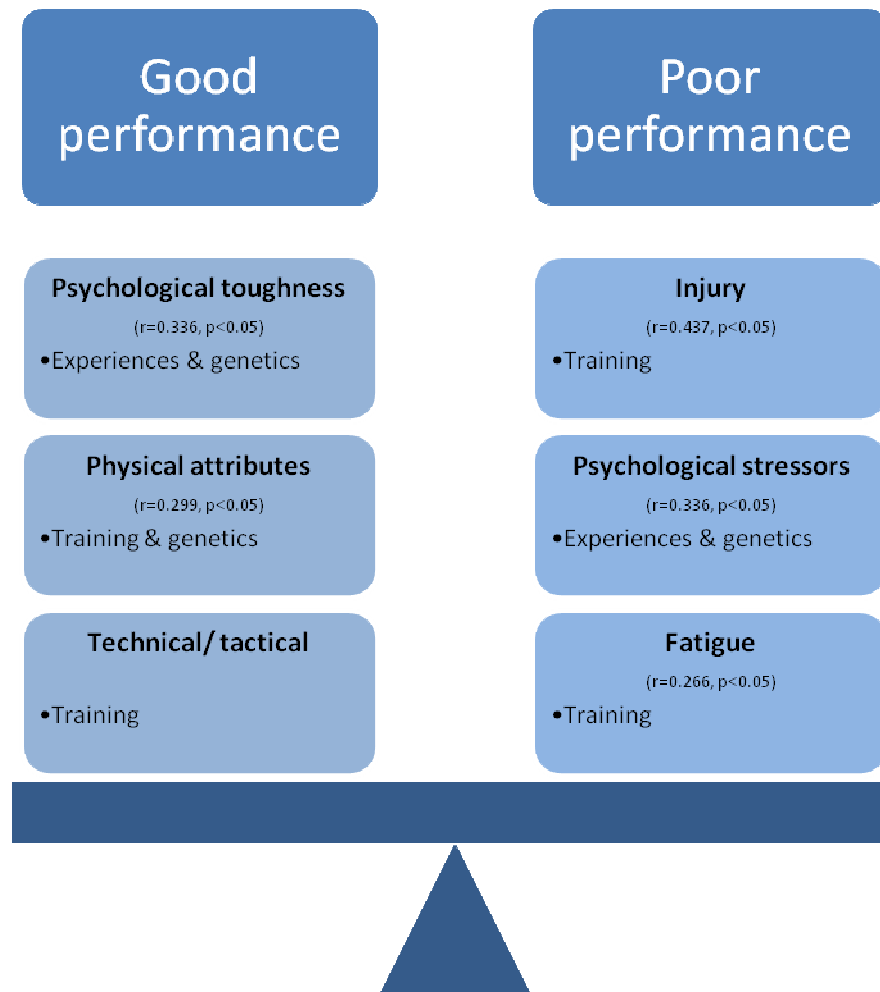 Good
performance
Psychological toughness
(r=0.336, p<0.05)
•Experiences & genetics
Physical attributes
(r=0.299, p<0.05)
•Training & genetics
Technical/ tactical
•Training
Poor
performance
Injury
(r=0.437, p<0.05)
•Training
Psychological stressors
(r=0.336, p<0.05)
•Experiences & genetics
Fatigue
(r=0.266, p<0.05)
•Training